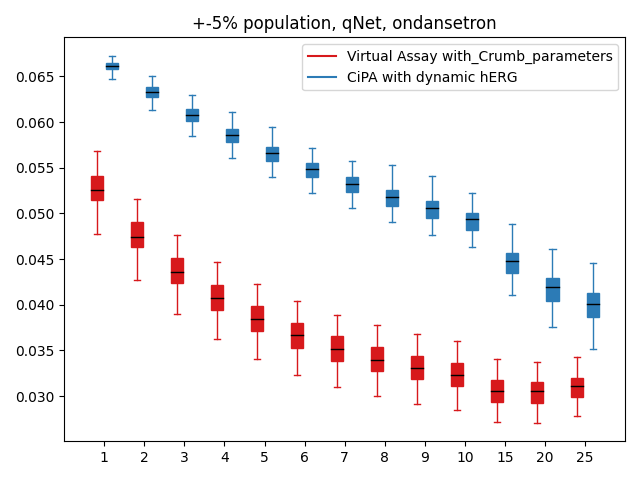 +-5% population, qNet, ondansetron
Virtual Assay with_Crumb_parameters
CiPA with dynamic hERG
0.065
0.060
0.055
0.050
0.045
0.040
0.035
0.030
1 2 3 4 5 6 7 8 9 10 15 20 25